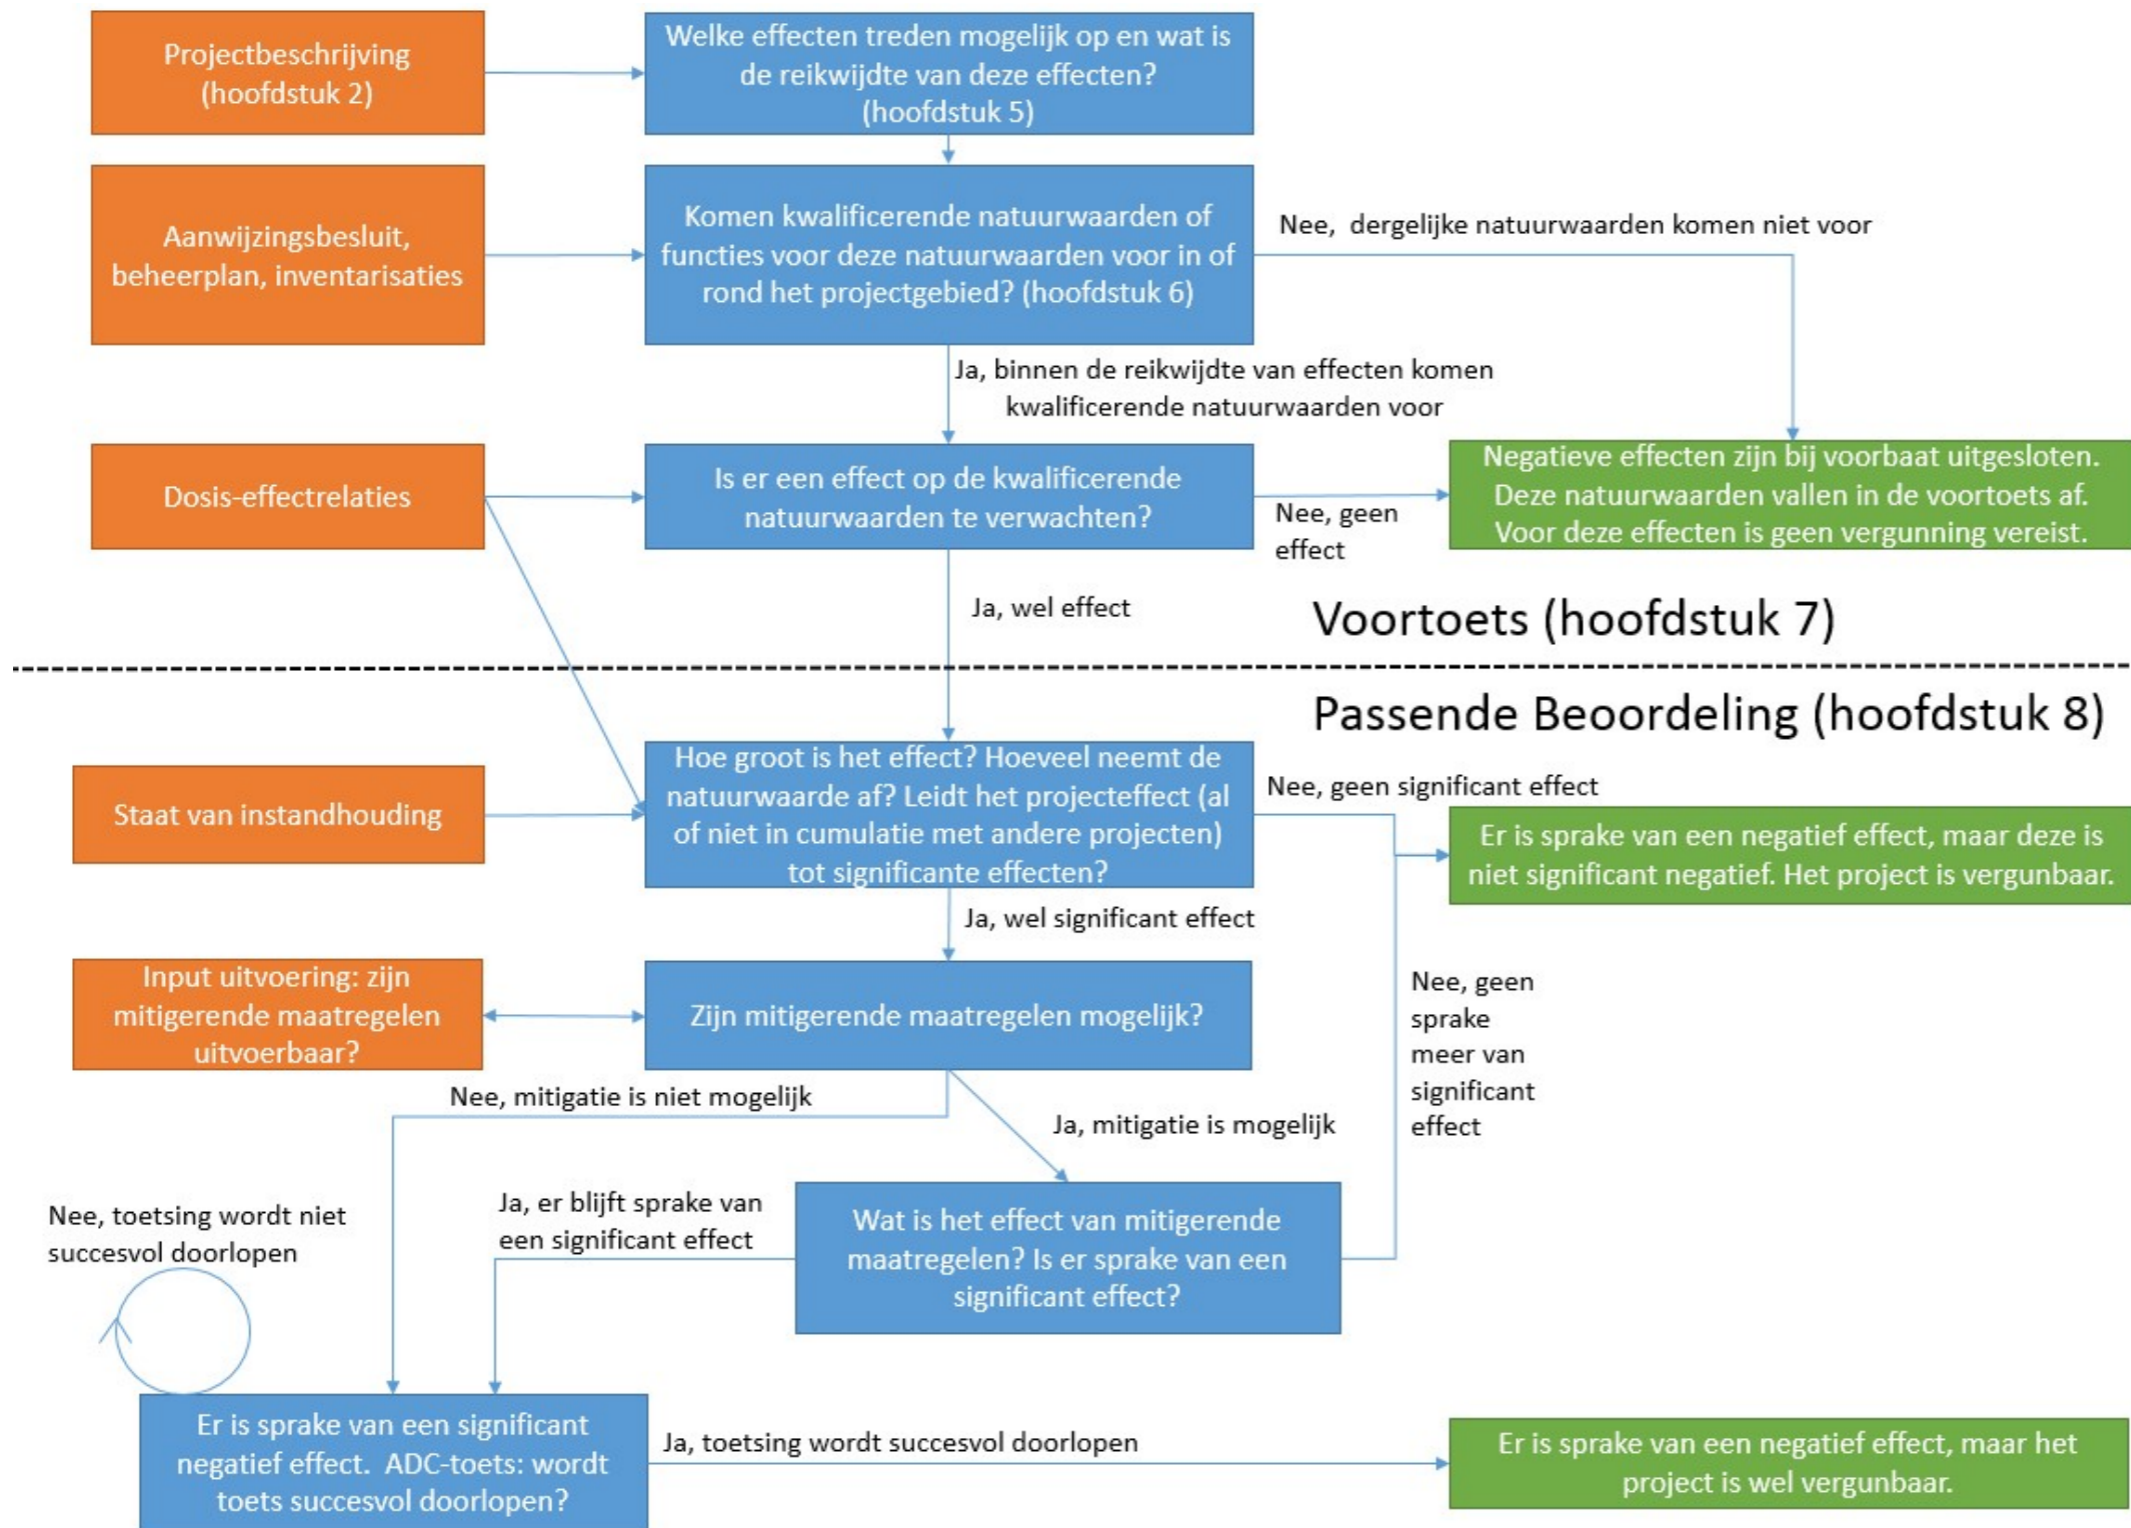 Projectbeschrijving
(hoofdstuk 2)
Welke effecten treden mogelijk op en wat is
de reikwijdte van deze effecten?
(hoofdstuk 5)
Aanwijzingsbesluit,
beheerplan, inventarisaties
Komen kwalificerende natuurwaarden of
functies voor deze natuurwaarden voor in of
rond het projectgebied? (hoofdstuk 6)
Nee, dergelijke natuurwaarden komen niet voor
Ja, binnen de reikwijdte van effecten komen
kwalificerende natuurwaarden voor
Dosis-effectrelaties
Is er een effect op de kwalificerende
natuurwaarden te verwachten?
Nee, geen
effect
Negatieve effecten zijn bij voorbaat uitgesloten.
Deze natuurwaarden vallen in de voortoets af.
Voor deze effecten is geen vergunning vereist.
Ja, wel effect
Voortoets (hoofdstuk 7)
Passende Beoordeling (hoofdstuk 8)
Staat van instandhouding
Hoe groot is het effect? Hoeveel neemt de
natuurwaarde af? Leidt het projecteffect (al
of niet in cumulatie met andere projecten)
tot significante effecten?
Nee, geen significant effect
Er is sprake van een negatief effect, maar deze is
niet significant negatief. Het project is vergunbaar.
Ja, wel significant effect
Input uitvoering: zijn
mitigerende maatregelen
uitvoerbaar?
Zijn mitigerende maatregelen mogelijk?
Nee, geen
sprake
meer van
significant
effect
Nee, mitigatie is niet mogelijk
Ja, mitigatie is mogelijk
Nee, toetsing wordt niet
succesvol doorlopen
Ja, er blijft sprake van
een significant effect
Wat is het effect van mitigerende
maatregelen? Is er sprake van een
significant effect?
Er is sprake van een significant
negatief effect. ADC-toets: wordt
toets succesvol doorlopen?
Ja, toetsing wordt succesvol doorlopen
Er is sprake van een negatief effect, maar het
project is wel vergunbaar.